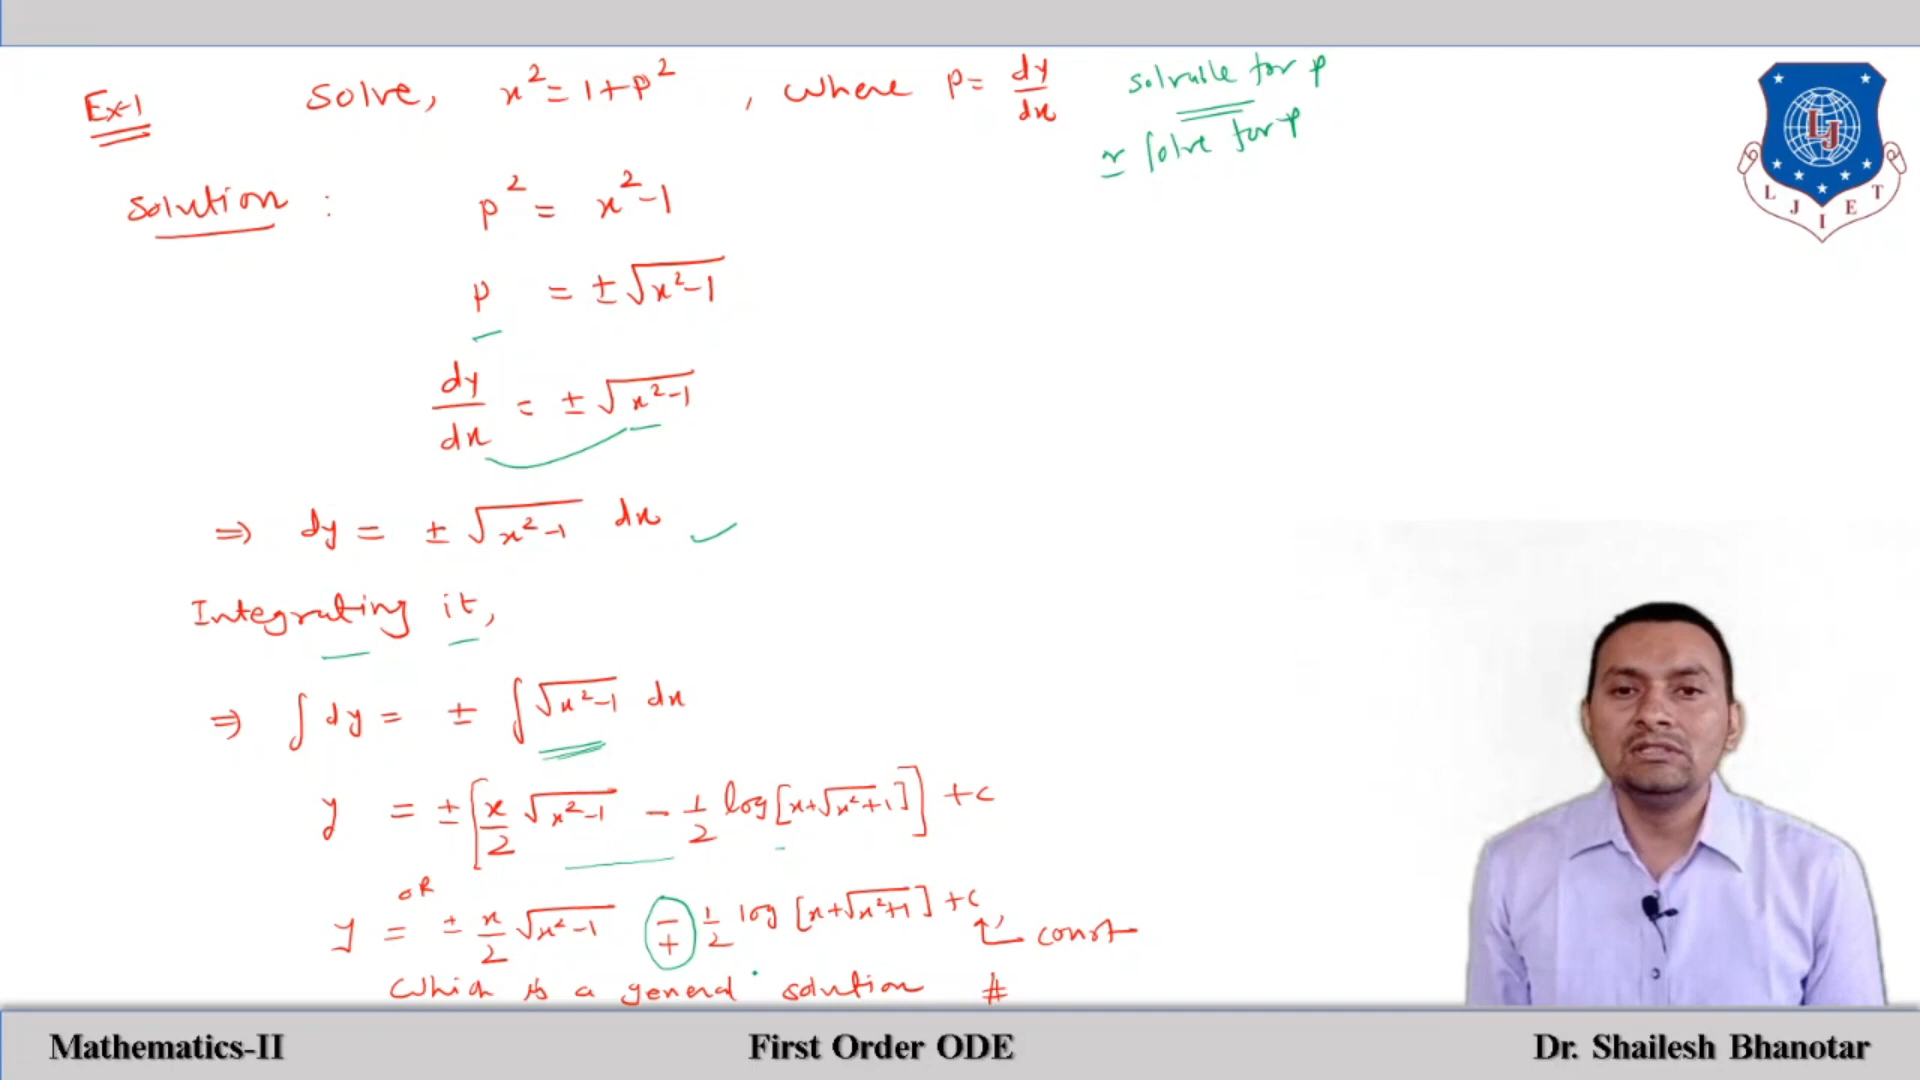 Ex-1 Solve, x² = 1+p² , where p = dy/dx
solvable for p
≃ solve for p
Solution : p² = x²-1
p = ±√(x²-1)
dy/dx = ±√(x²-1)
⇒ dy = ± √(x²-1) dx
Integrating it,
⇒ ∫ dy = ± ∫ √(x²-1) dx
y = ± [x/2 √(x²-1) - 1/2 log [x+√(x²+1)]] + c
OR
y = ± x/2 √(x²-1) ∓ 1/2 log [x+√(x²+1)] + c, const
Which is a general solution #
LJ
L J I E T
Mathematics-II First Order ODE Dr. Shailesh Bhanotar